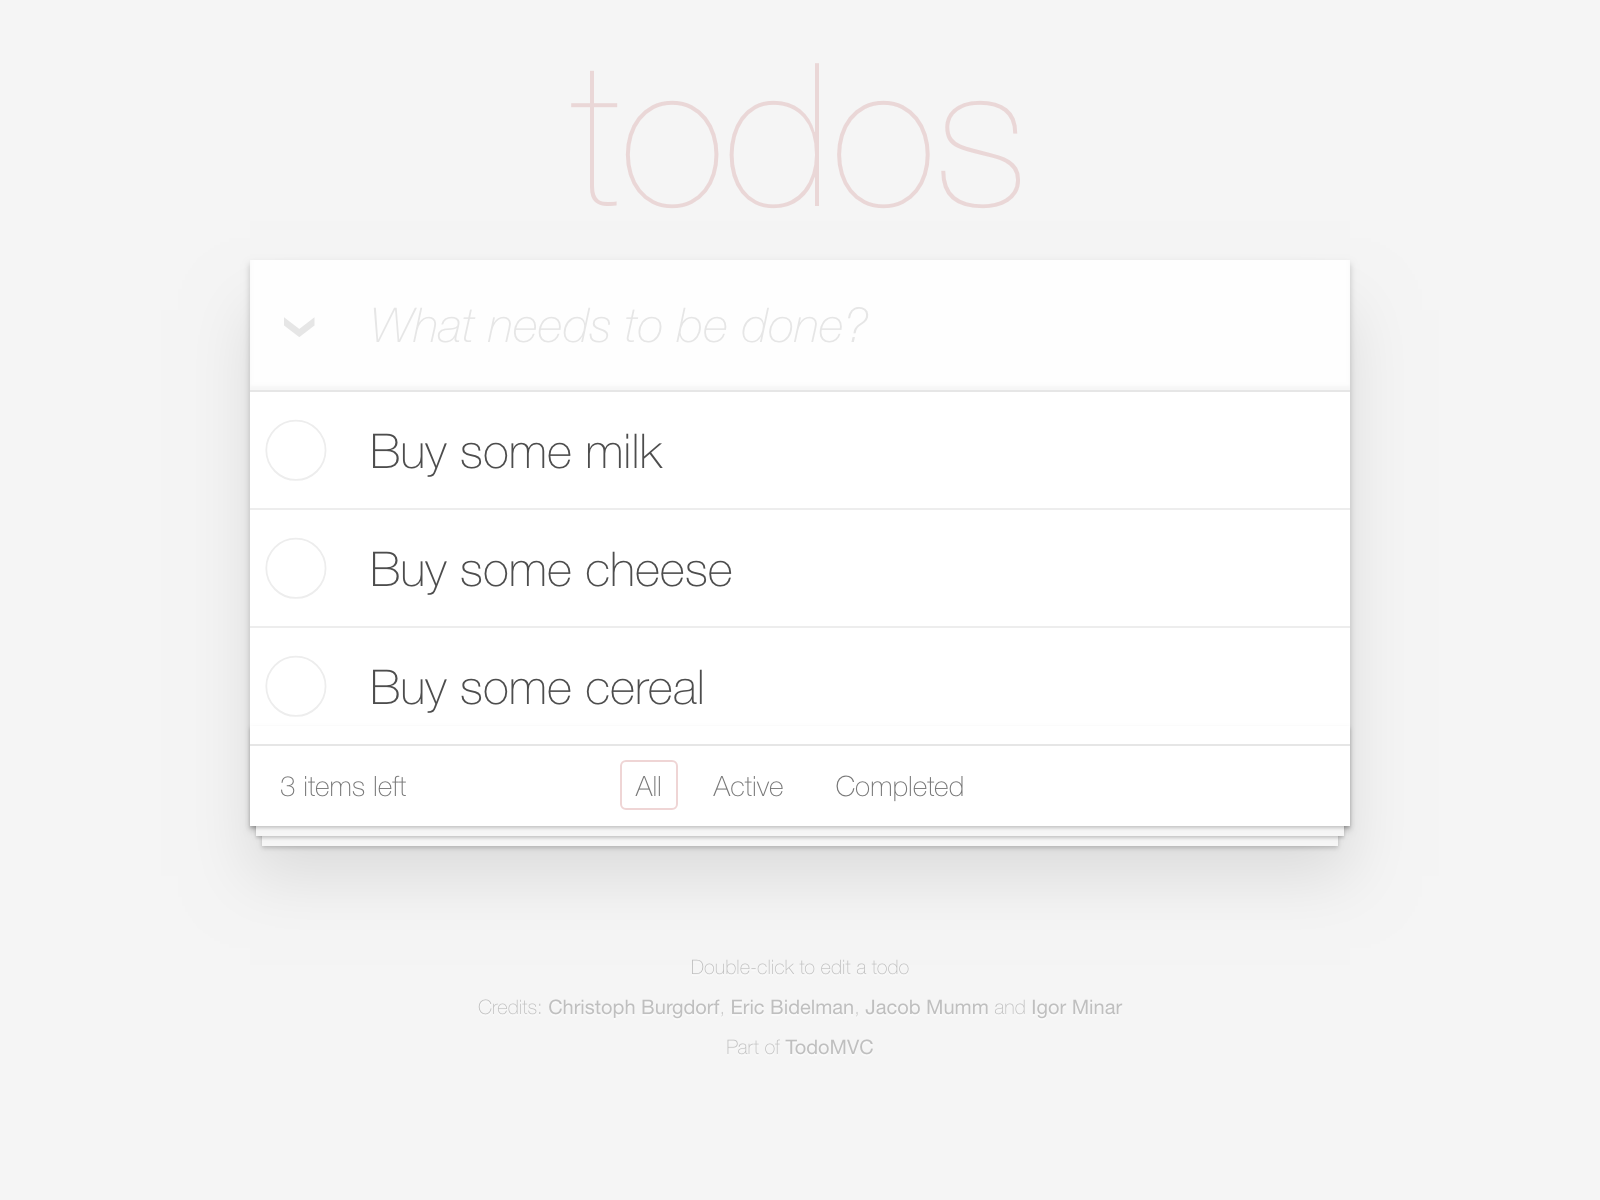 todos
What needs to be done?
Buy some milk
Buy some cheese
Buy some cereal
3 items left All Active Completed
Double-click to edit a todo
Credits: Christoph Burgdorf, Eric Bidelman, Jacob Mumm and Igor Minar
Part of TodoMVC